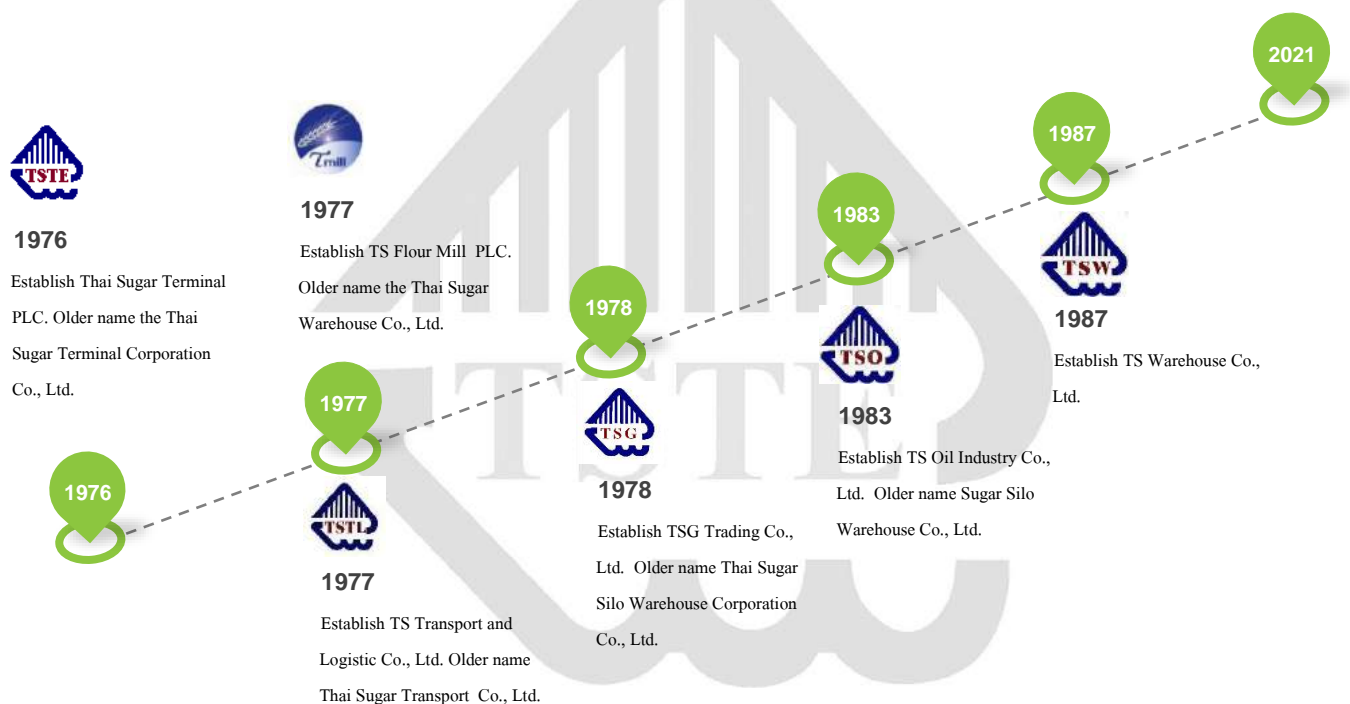 TSTE
1976
Establish Thai Sugar Terminal
PLC. Older name the Thai
Sugar Terminal Corporation
Co., Ltd.
1976
Tmill
1977
Establish TS Flour Mill PLC.
Older name the Thai Sugar
Warehouse Co., Ltd.
1977
TSTL
1977
Establish TS Transport and
Logistic Co., Ltd. Older name
Thai Sugar Transport Co., Ltd.
1978
TSG
1978
Establish TSG Trading Co.,
Ltd. Older name Thai Sugar
Silo Warehouse Corporation
Co., Ltd.
1983
TSO
1983
Establish TS Oil Industry Co.,
Ltd. Older name Sugar Silo
Warehouse Co., Ltd.
1987
TSW
1987
Establish TS Warehouse Co.,
Ltd.
2021
TSTE